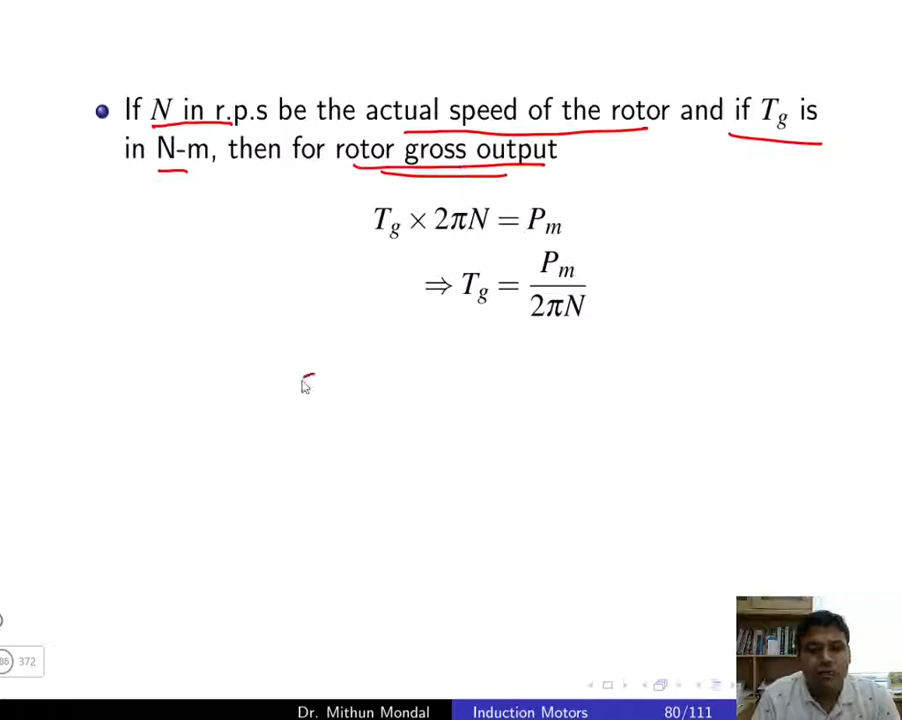 If N in r.p.s be the actual speed of the rotor and if T_g is
in N-m, then for rotor gross output
T_g × 2πN = P_m
⇒ T_g = P_m / 2πN
372
Dr. Mithun Mondal Induction Motors 80/111